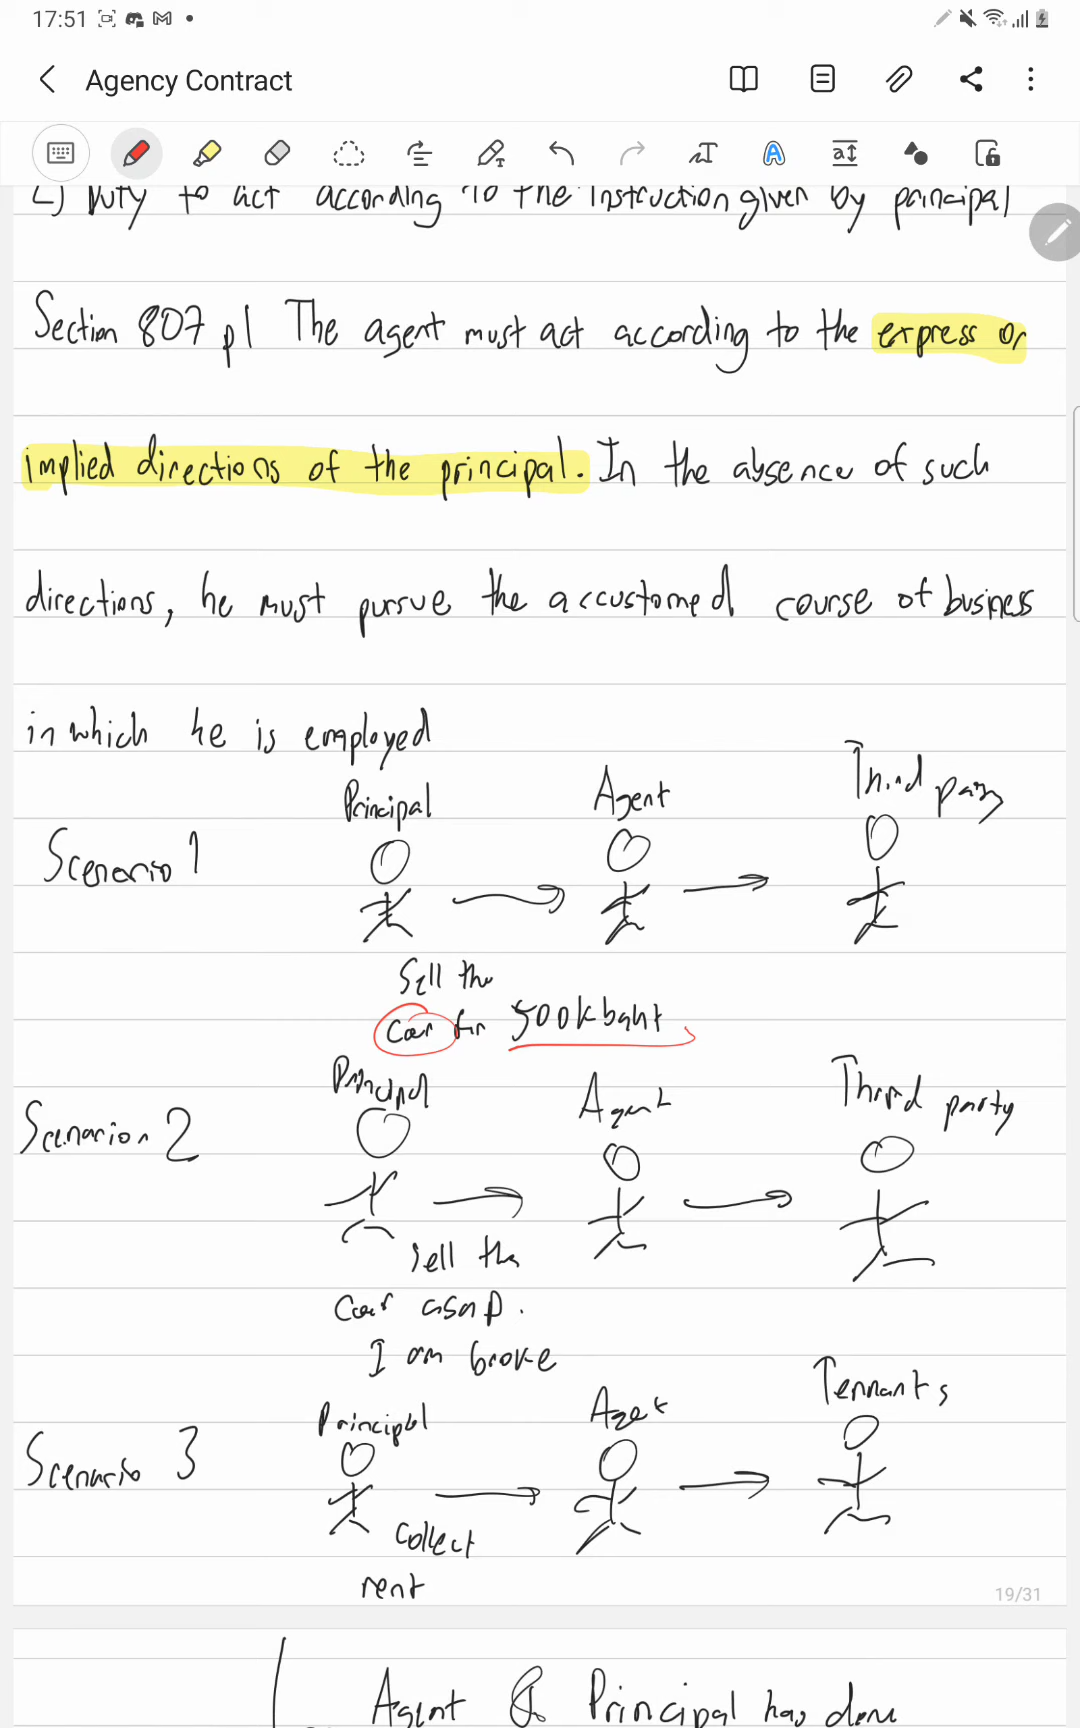 17:51
Agency Contract
2) Duty to act according to the instruction given by principal
Section 807 p1 The agent must act according to the express or
implied directions of the principal. In the absence of such
directions, he must pursue the accustomed course of business
in which he is employed
Principal Agent Third party
Scenario 1
Sell the
Car for 500k baht
Principal Agent Third party
Scenarion 2
Sell the
Car asap.
I am broke
Principal Agent Tennants
Scenario 3
Collect
rent
19/31
Agent & Principal has done